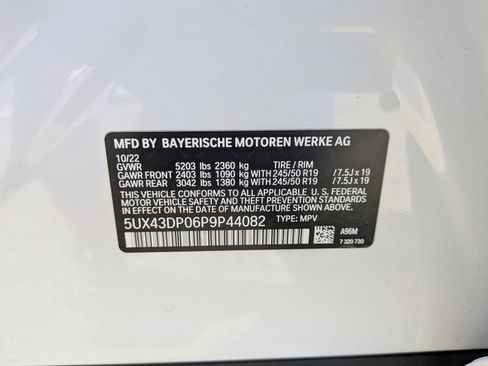 MFD BY BAYERISCHE MOTOREN WERKE AG
10/22
GVWR 5203 lbs 2360 kg TIRE / RIM
GAWR FRONT 2403 lbs 1090 kg WITH 245/50 R19 / 7.5J x 19
GAWR REAR 3042 lbs 1380 kg WITH 245/50 R19 / 7.5J x 19
THIS VEHICLE CONFORMS TO ALL APPLICABLE U. S. FEDERAL
MOTOR VEHICLE SAFETY AND THEFT PREVENTION STANDARDS IN
EFFECT ON THE DATE OF MANUFACTURE SHOWN ABOVE.
5UX43DP06P9P44082 TYPE: MPV
A96M
7 320 730